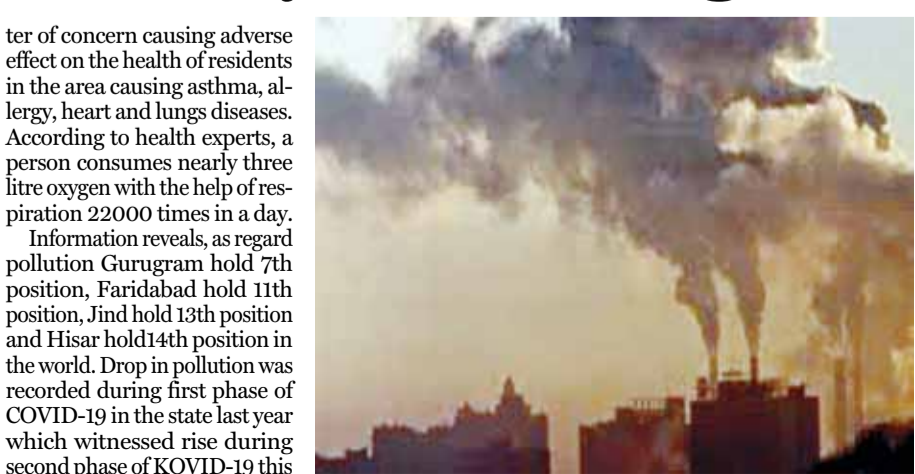 ter of concern causing adverse
effect on the health of residents
in the area causing asthma, al-
lergy, heart and lungs diseases.
According to health experts, a
person consumes nearly three
litre oxygen with the help of res-
piration 22000 times in a day.
Information reveals, as regard
pollution Gurugram hold 7th
position, Faridabad hold 11th
position, Jind hold 13th position
and Hisar hold14th position in
the world. Drop in pollution was
recorded during first phase of
COVID-19 in the state last year
which witnessed rise during
second phase of KOVID-19 this